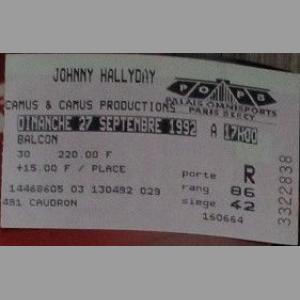 JOHNNY HALLYDAY
POPB
CAMUS & CAMUS PRODUCTIONS
PALAIS OMNISPORTS
PARIS BERCY
DIMANCHE 27 SEPTEMBRE 1992 A 17H00
BALCON
30 220.00 F
+15.00 F / PLACE
porte R
14468605 03 130492 029
rang 86
491 CAUDRON
siege 42
160664
3322838